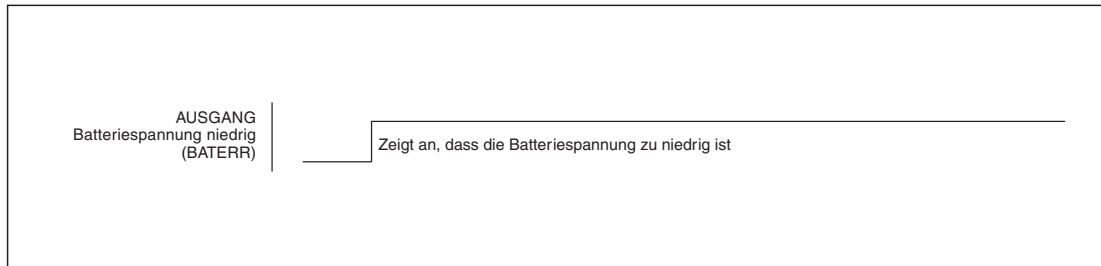 AUSGANG
Batteriespannung niedrig
(BATERR)
Zeigt an, dass die Batteriespannung zu niedrig ist